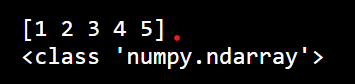 [1 2 3 4 5]
<class 'numpy.ndarray'>